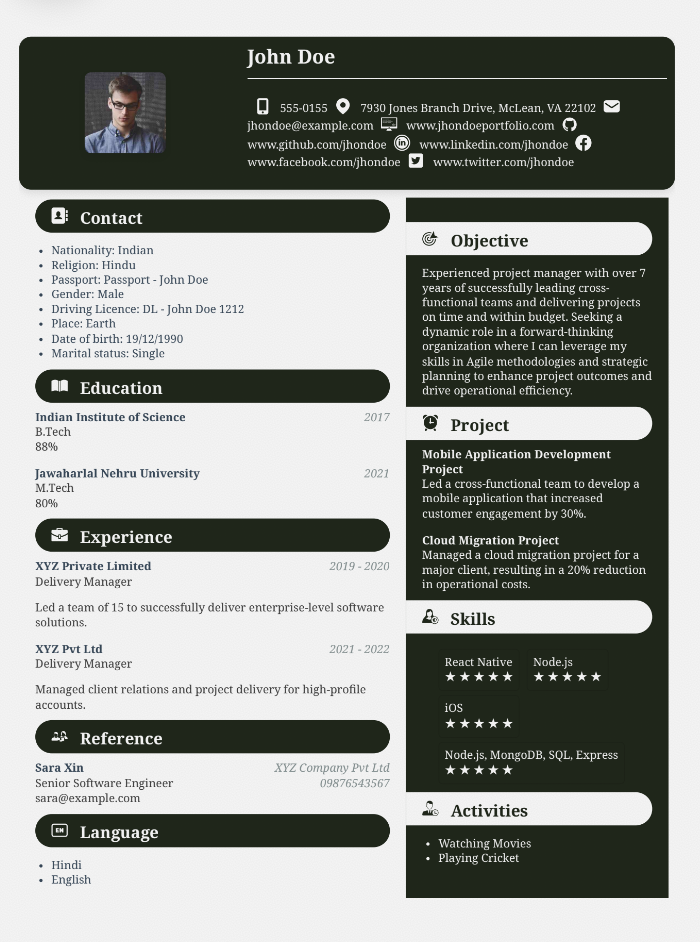 John Doe
555-0155 7930 Jones Branch Drive, McLean, VA 22102
jhondoe@example.com www.jhondoeportfolio.com
www.github.com/jhondoe in www.linkedin.com/jhondoe
www.facebook.com/jhondoe www.twitter.com/jhondoe
Contact
• Nationality: Indian
• Religion: Hindu
• Passport: Passport - John Doe
• Gender: Male
• Driving Licence: DL - John Doe 1212
• Place: Earth
• Date of birth: 19/12/1990
• Marital status: Single
Education
Indian Institute of Science 2017
B.Tech
88%
Jawaharlal Nehru University 2021
M.Tech
80%
Experience
XYZ Private Limited 2019 - 2020
Delivery Manager
Led a team of 15 to successfully deliver enterprise-level software
solutions.
XYZ Pvt Ltd 2021 - 2022
Delivery Manager
Managed client relations and project delivery for high-profile
accounts.
Reference
Sara Xin XYZ Company Pvt Ltd
Senior Software Engineer 09876543567
sara@example.com
EN Language
• Hindi
• English
Objective
Experienced project manager with over 7
years of successfully leading cross-
functional teams and delivering projects
on time and within budget. Seeking a
dynamic role in a forward-thinking
organization where I can leverage my
skills in Agile methodologies and strategic
planning to enhance project outcomes and
drive operational efficiency.
Project
Mobile Application Development
Project
Led a cross-functional team to develop a
mobile application that increased
customer engagement by 30%.
Cloud Migration Project
Managed a cloud migration project for a
major client, resulting in a 20% reduction
in operational costs.
Skills
React Native Node.js
★★★★★ ★★★★★
iOS
★★★★★
Node.js, MongoDB, SQL, Express
★★★★★
Activities
• Watching Movies
• Playing Cricket